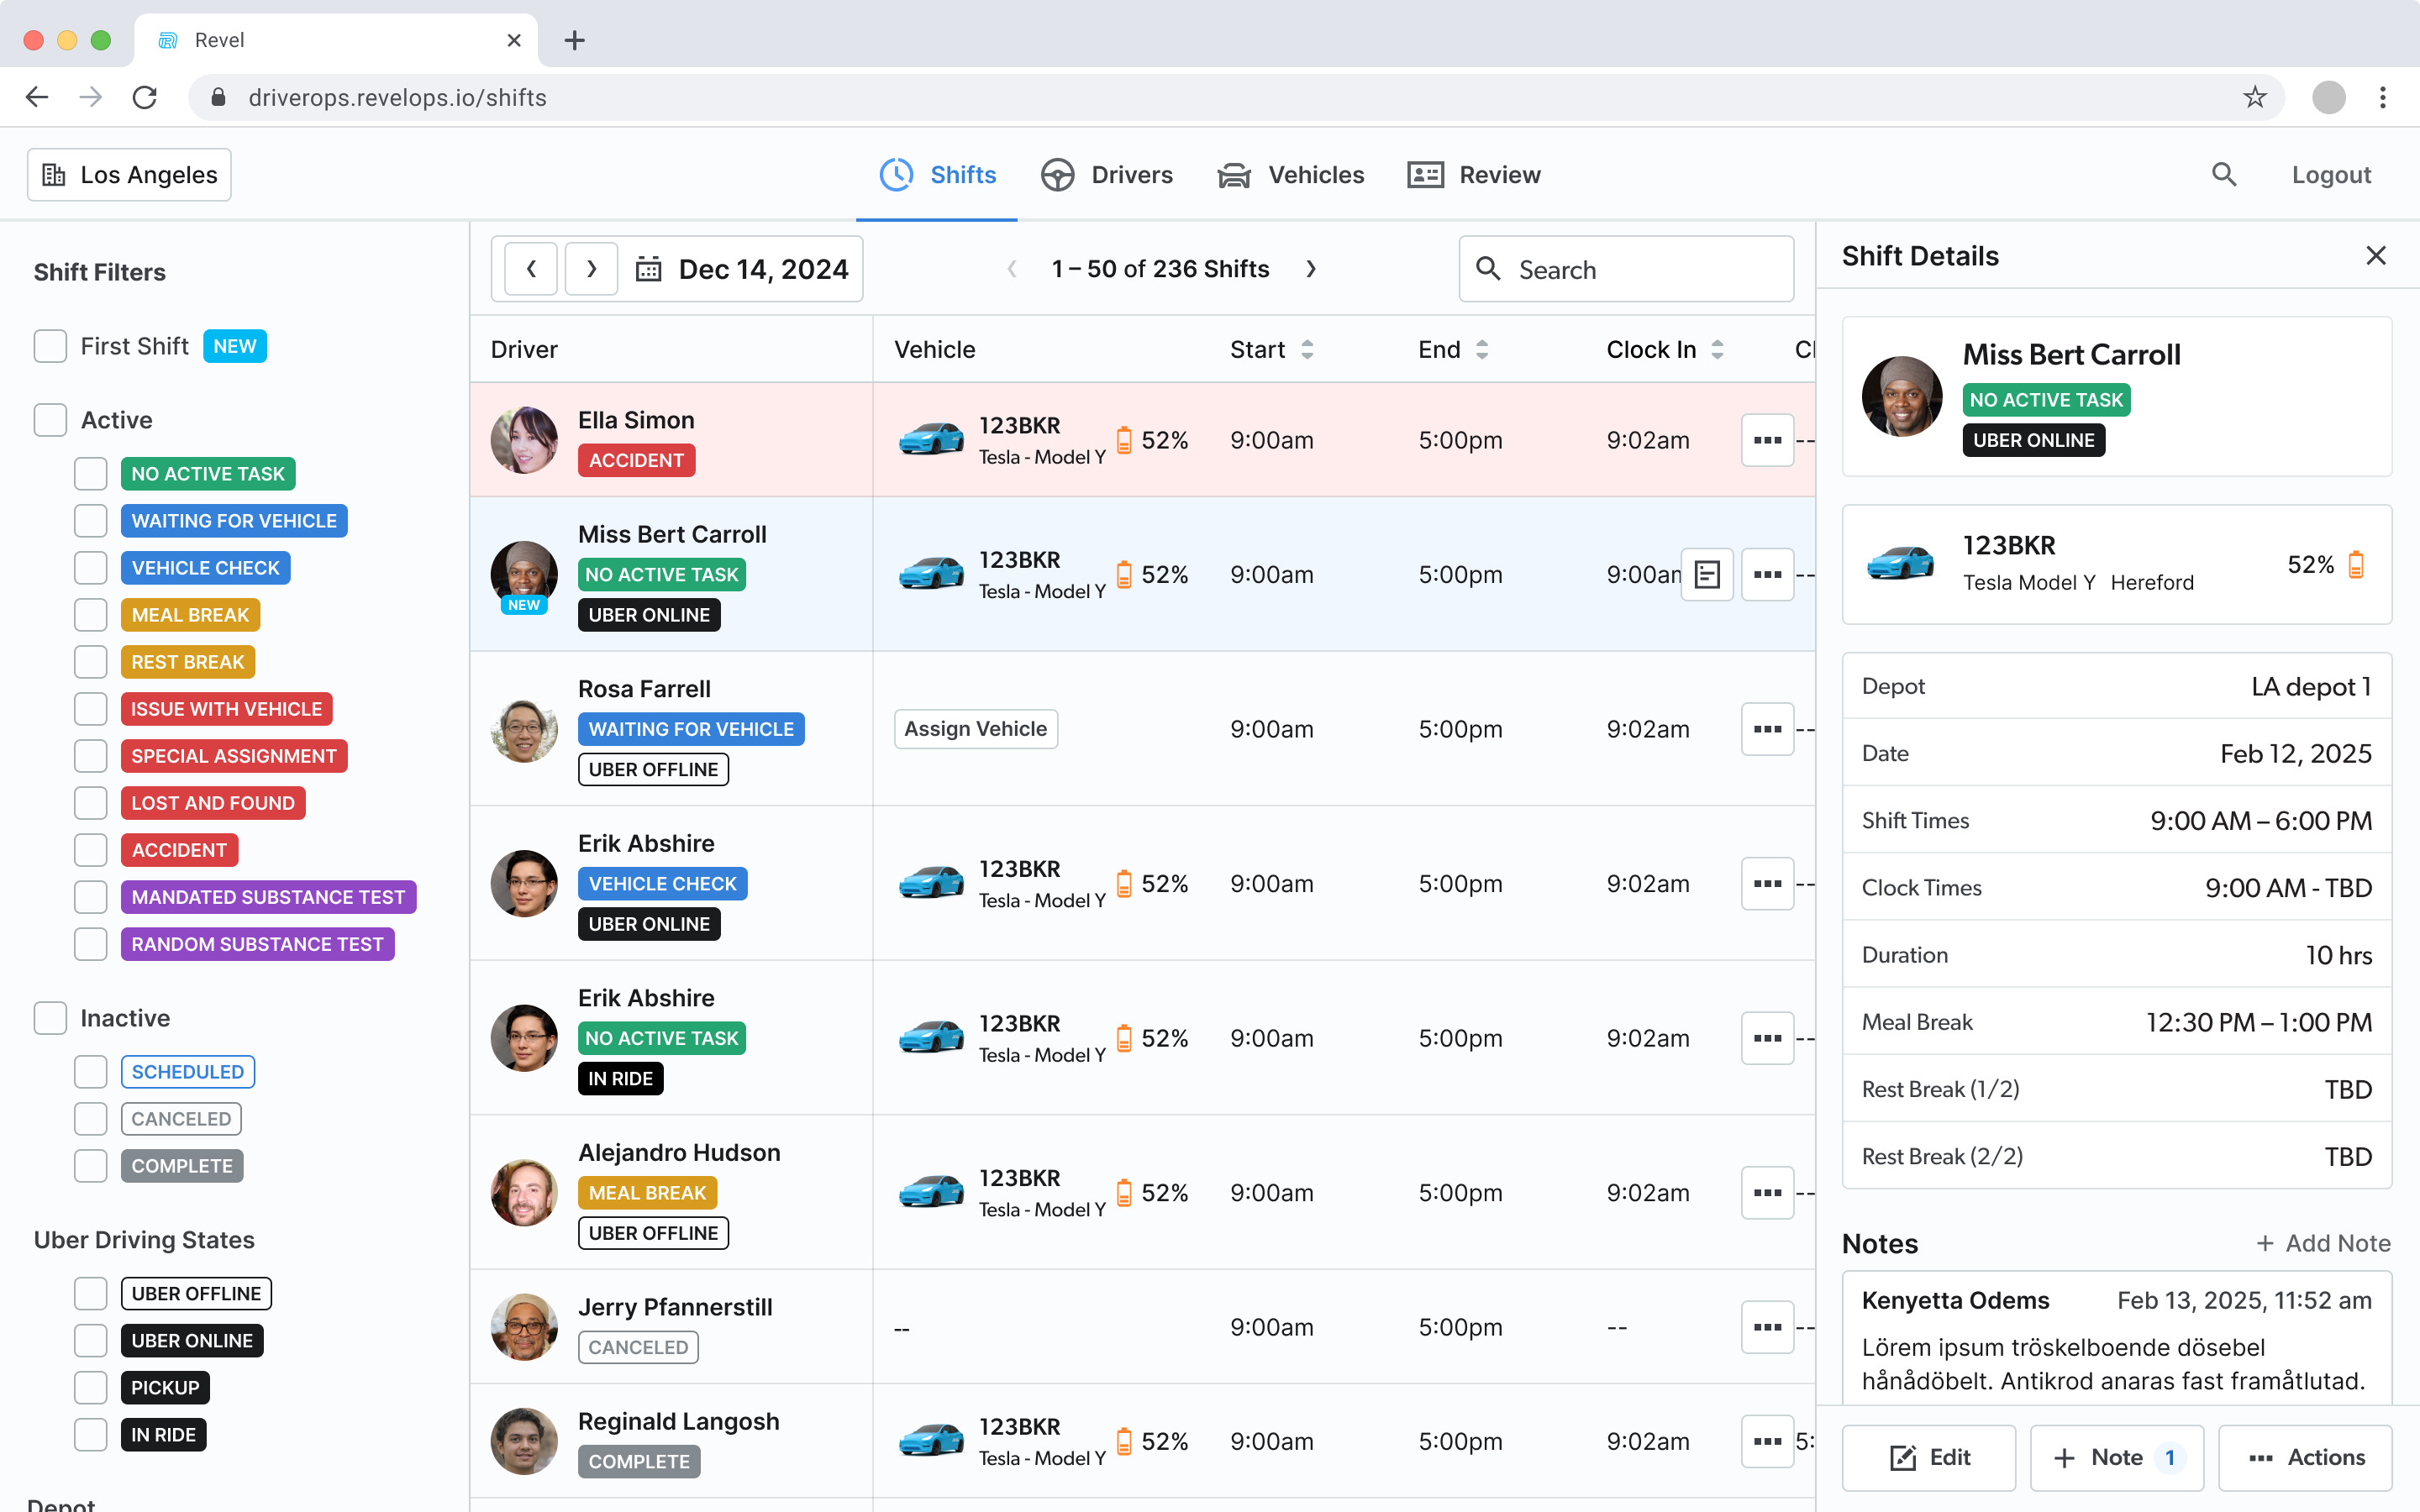 Revel
driverops.revelops.io/shifts
Los Angeles
Shifts
Drivers
Vehicles
Review
Logout
Shift Filters
First Shift NEW
Active
NO ACTIVE TASK
WAITING FOR VEHICLE
VEHICLE CHECK
MEAL BREAK
REST BREAK
ISSUE WITH VEHICLE
SPECIAL ASSIGNMENT
LOST AND FOUND
ACCIDENT
MANDATED SUBSTANCE TEST
RANDOM SUBSTANCE TEST
Inactive
SCHEDULED
CANCELED
COMPLETE
Uber Driving States
UBER OFFLINE
UBER ONLINE
PICKUP
IN RIDE
Depot
Dec 14, 2024
1 – 50 of 236 Shifts
Search
Driver Vehicle Start End Clock In Cl
Ella Simon
ACCIDENT
123BKR
Tesla - Model Y
52%
9:00am
5:00pm
9:02am
--
Miss Bert Carroll
NO ACTIVE TASK
NEW
UBER ONLINE
123BKR
Tesla - Model Y
52%
9:00am
5:00pm
9:00am
--
Rosa Farrell
WAITING FOR VEHICLE
UBER OFFLINE
Assign Vehicle
9:00am
5:00pm
9:02am
--
Erik Abshire
VEHICLE CHECK
UBER ONLINE
123BKR
Tesla - Model Y
52%
9:00am
5:00pm
9:02am
--
Erik Abshire
NO ACTIVE TASK
IN RIDE
123BKR
Tesla - Model Y
52%
9:00am
5:00pm
9:02am
--
Alejandro Hudson
MEAL BREAK
UBER OFFLINE
123BKR
Tesla - Model Y
52%
9:00am
5:00pm
9:02am
--
Jerry Pfannerstill
CANCELED
--
9:00am
5:00pm
--
--
Reginald Langosh
COMPLETE
123BKR
Tesla - Model Y
52%
9:00am
5:00pm
9:02am
5:
Shift Details
Miss Bert Carroll
NO ACTIVE TASK
UBER ONLINE
123BKR
Tesla Model Y Hereford
52%
Depot LA depot 1
Date Feb 12, 2025
Shift Times 9:00 AM – 6:00 PM
Clock Times 9:00 AM - TBD
Duration 10 hrs
Meal Break 12:30 PM – 1:00 PM
Rest Break (1/2) TBD
Rest Break (2/2) TBD
Notes + Add Note
Kenyetta Odems Feb 13, 2025, 11:52 am
Lörem ipsum tröskelboende dösebel
hånådöbelt. Antikrod anaras fast framåtlutad.
Edit
+ Note 1
Actions